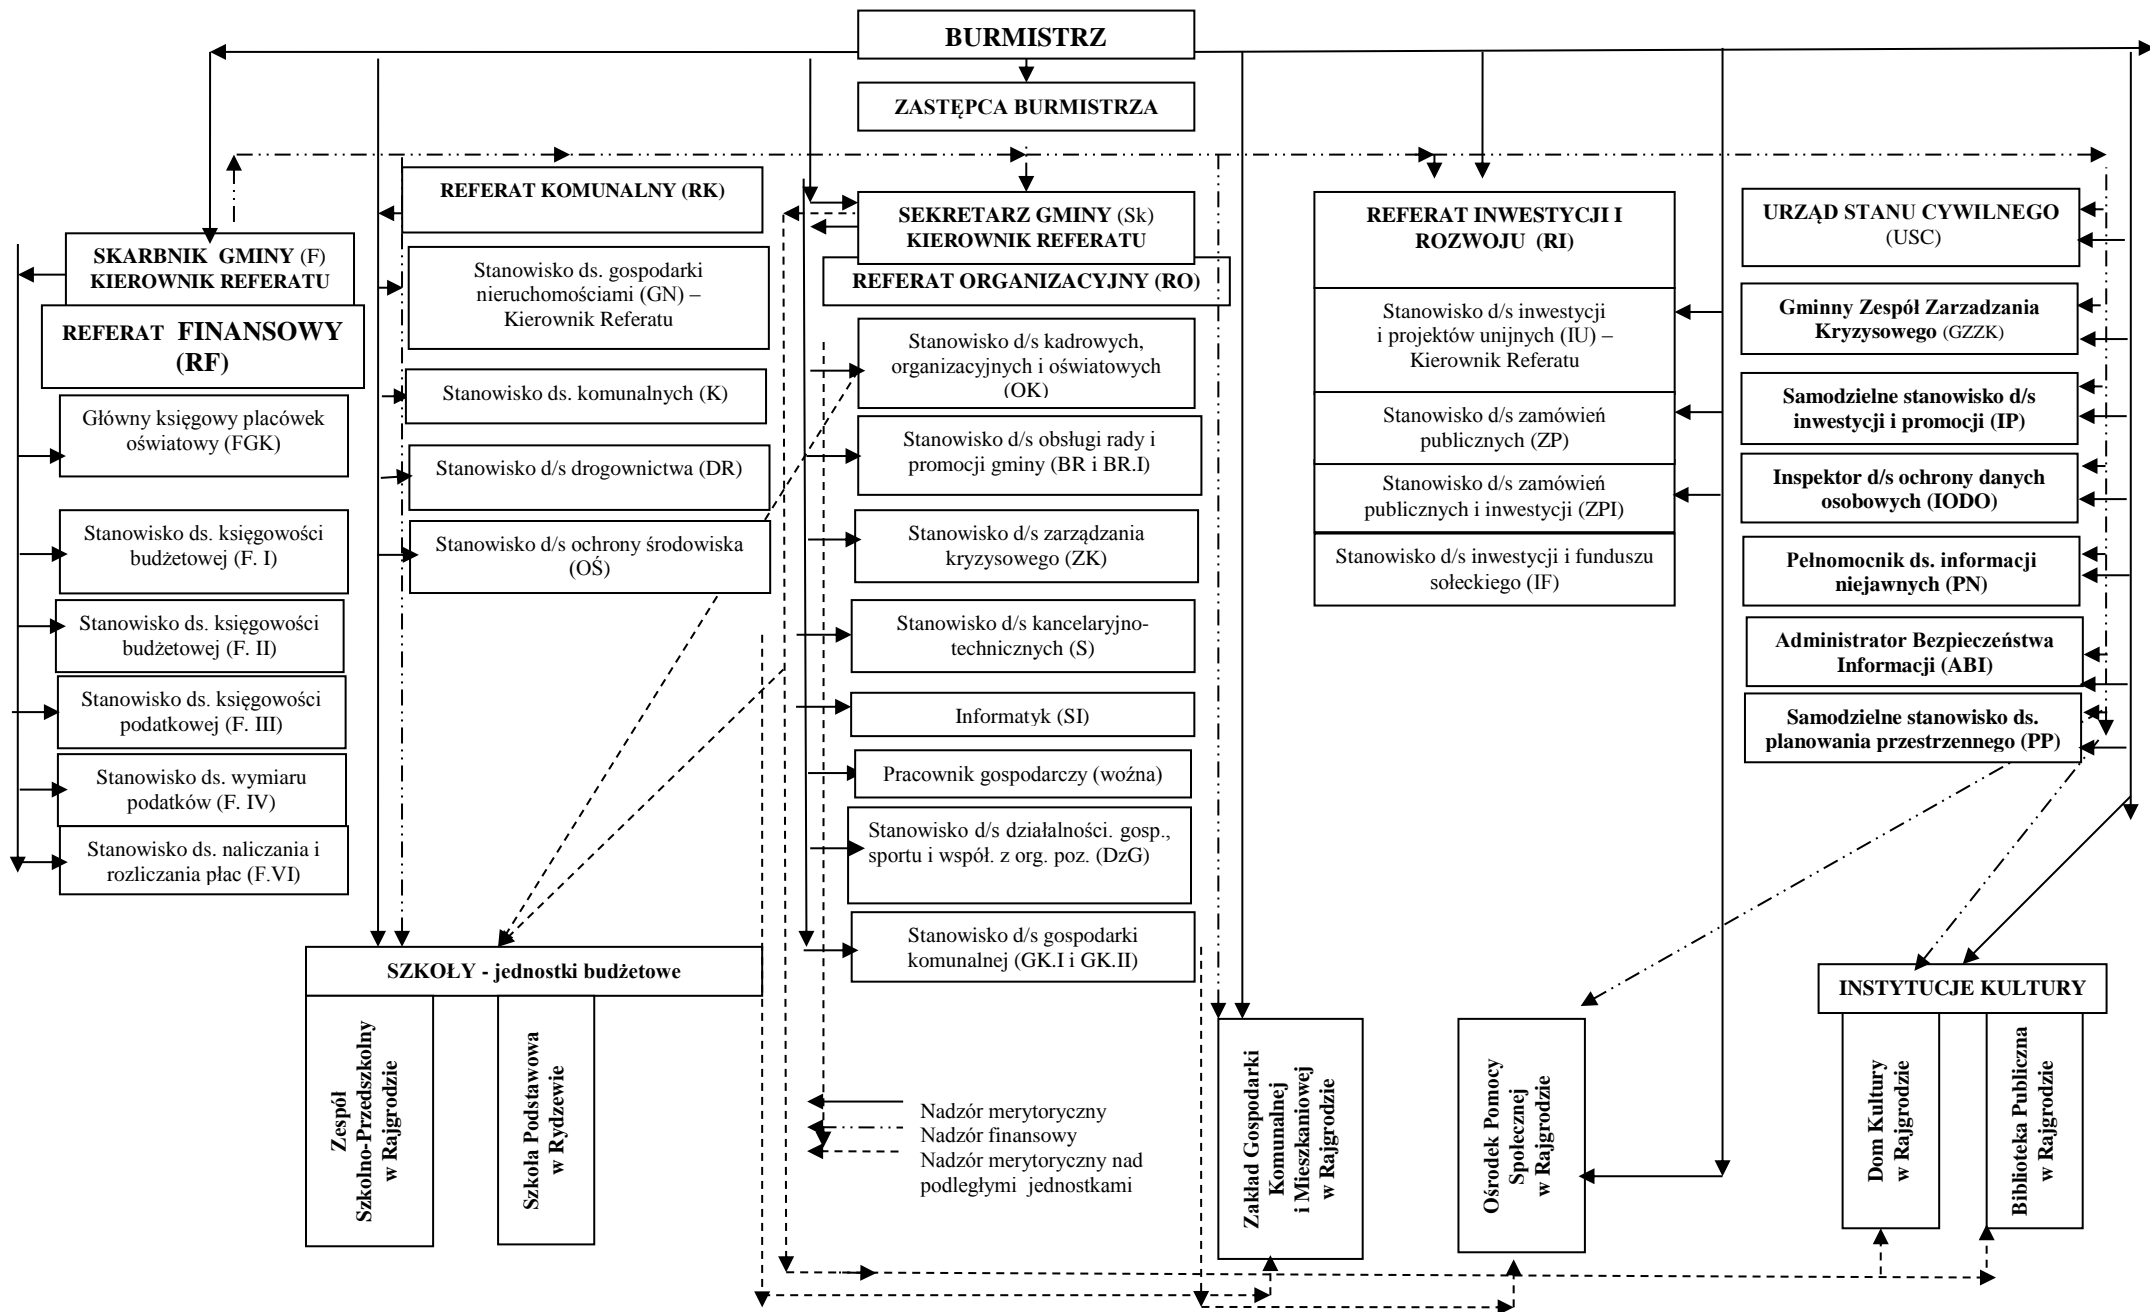 BURMISTRZ
ZASTĘPCA BURMISTRZA
SKARBNIK GMINY (F)
KIEROWNIK REFERATU
REFERAT FINANSOWY
(RF)
Główny księgowy placówek
oświatowy (FGK)
Stanowisko ds. księgowości
budżetowej (F. I)
Stanowisko ds. księgowości
budżetowej (F. II)
Stanowisko ds. księgowości
podatkowej (F. III)
Stanowisko ds. wymiaru
podatków (F. IV)
Stanowisko ds. naliczania i
rozliczania płac (F.VI)
REFERAT KOMUNALNY (RK)
Stanowisko ds. gospodarki
nieruchomościami (GN) –
Kierownik Referatu
Stanowisko ds. komunalnych (K)
Stanowisko d/s drogownictwa (DR)
Stanowisko d/s ochrony środowiska
(OŚ)
SEKRETARZ GMINY (Sk)
KIEROWNIK REFERATU
REFERAT ORGANIZACYJNY (RO)
Stanowisko d/s kadrowych,
organizacyjnych i oświatowych
(OK)
Stanowisko d/s obsługi rady i
promocji gminy (BR i BR.I)
Stanowisko d/s zarządzania
kryzysowego (ZK)
Stanowisko d/s kancelaryjno-
technicznych (S)
Informatyk (SI)
Pracownik gospodarczy (woźna)
Stanowisko d/s działalności. gosp.,
sportu i współ. z org. poz. (DzG)
Stanowisko d/s gospodarki
komunalnej (GK.I i GK.II)
REFERAT INWESTYCJI I
ROZWOJU (RI)
Stanowisko d/s inwestycji
i projektów unijnych (IU) –
Kierownik Referatu
Stanowisko d/s zamówień
publicznych (ZP)
Stanowisko d/s zamówień
publicznych i inwestycji (ZPI)
Stanowisko d/s inwestycji i funduszu
sołeckiego (IF)
URZĄD STANU CYWILNEGO
(USC)
Gminny Zespół Zarzadzania
Kryzysowego (GZZK)
Samodzielne stanowisko d/s
inwestycji i promocji (IP)
Inspektor d/s ochrony danych
osobowych (IODO)
Pełnomocnik ds. informacji
niejawnych (PN)
Administrator Bezpieczeństwa
Informacji (ABI)
Samodzielne stanowisko ds.
planowania przestrzennego (PP)
SZKOŁY - jednostki budżetowe
Zespół
Szkolno-Przedszkolny
w Rajgrodzie
Szkoła Podstawowa
w Rydzewie
Nadzór merytoryczny
Nadzór finansowy
Nadzór merytoryczny nad
podległymi jednostkami
Zakład Gospodarki
Komunalnej
i Mieszkaniowej
w Rajgrodzie
Ośrodek Pomocy
Społecznej
w Rajgrodzie
INSTYTUCJE KULTURY
Dom Kultury
w Rajgrodzie
Biblioteka Publiczna
w Rajgrodzie